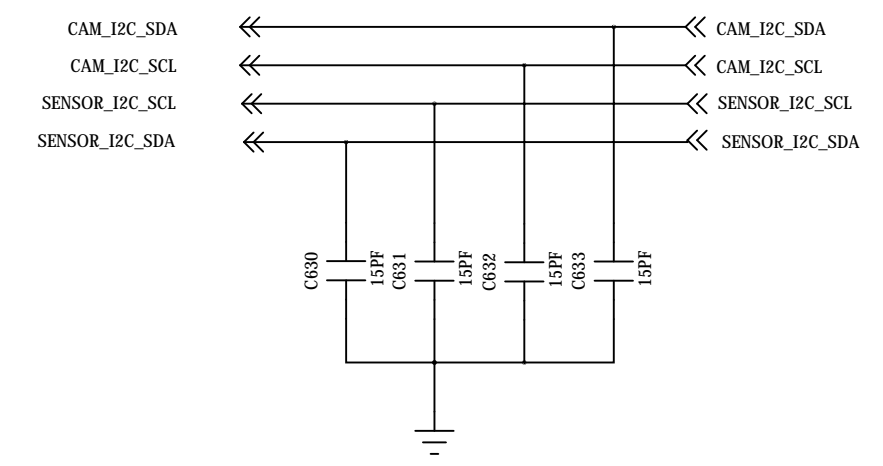 CAM_I2C_SDA CAM_I2C_SDA
CAM_I2C_SCL CAM_I2C_SCL
SENSOR_I2C_SCL SENSOR_I2C_SCL
SENSOR_I2C_SDA SENSOR_I2C_SDA
C630 15PF C631 15PF C632 15PF C633 15PF